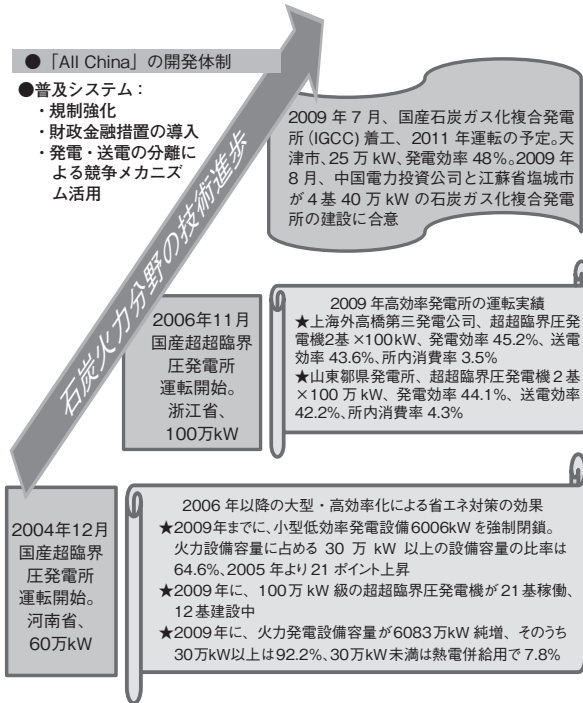 ● 「All China」の開発体制
●普及システム：
・規制強化
・財政金融措置の導入
・発電・送電の分離に
よる競争メカニズ
ム活用
石炭火力分野の技術進歩
2009 年 7 月、国産石炭ガス化複合発電
所（IGCC）着工、2011 年運転の予定。天
津市、25 万 kW、発電効率 48%。2009 年
8 月、中国電力投資公司と江蘇省塩城市
が 4 基 40 万 kW の石炭ガス化複合発電
所の建設に合意
2006年11月
国産超超臨界
圧発電所
運転開始。
浙江省、
100万kW
2009 年高効率発電所の運転実績
★上海外高橋第三発電公司、超超臨界圧発
電機2基 ×100kW、発電効率 45.2%、送電
効率 43.6%、所内消費率 3.5%
★山東鄒県発電所、超超臨界圧発電機 2 基
×100 万 kW、発電効率 44.1%、送電効率
42.2%、所内消費率 4.3%
2004年12月
国産超臨界
圧発電所
運転開始。
河南省、
60万kW
2006 年以降の大型・高効率化による省エネ対策の効果
★2009年までに、小型低効率発電設備6006kW を強制閉鎖。
火力設備容量に占める 30 万 kW 以上の設備容量の比率は
64.6%、2005 年より 21 ポイント上昇
★2009年に、100万 kW 級の超超臨界圧発電機が 21基稼働、
12基建設中
★2009年に、火力発電設備容量が6083万kW 純増、そのうち
30万kW以上は92.2%、30万kW未満は熱電併給用で 7.8%